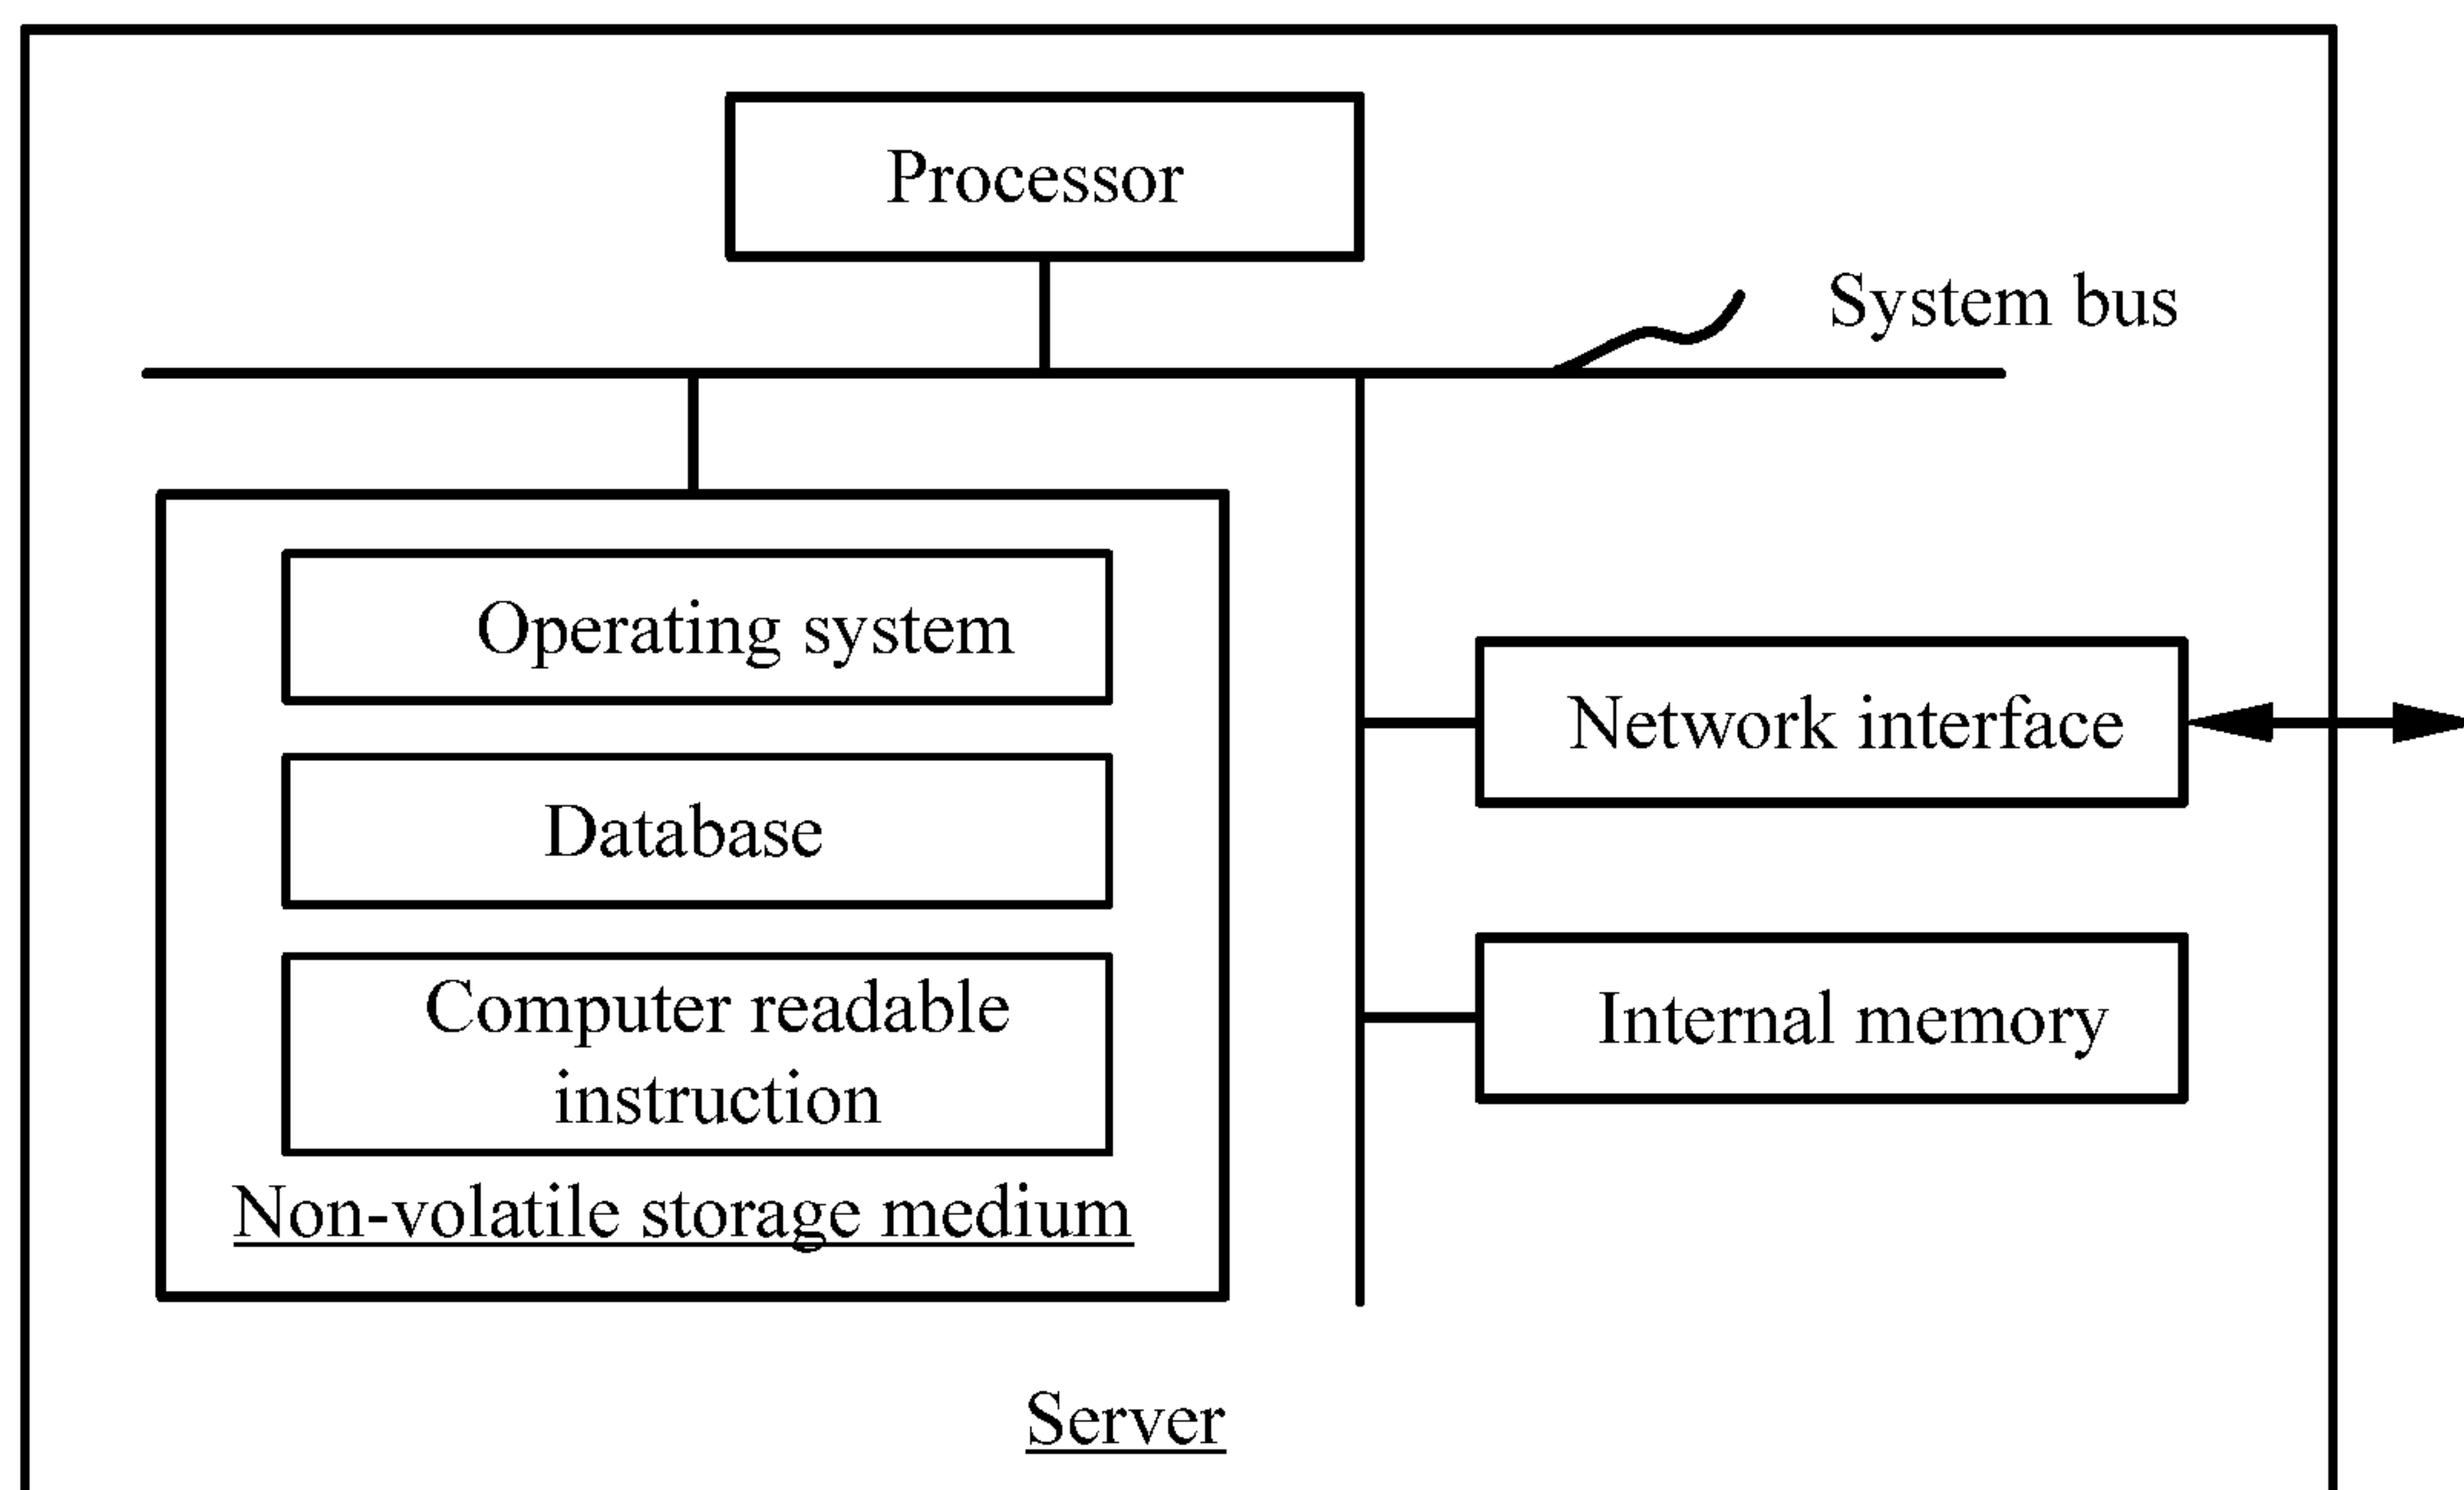 Processor
System bus
Operating system
Database
Computer readable
instruction
Non-volatile storage medium
Network interface
Internal memory
Server